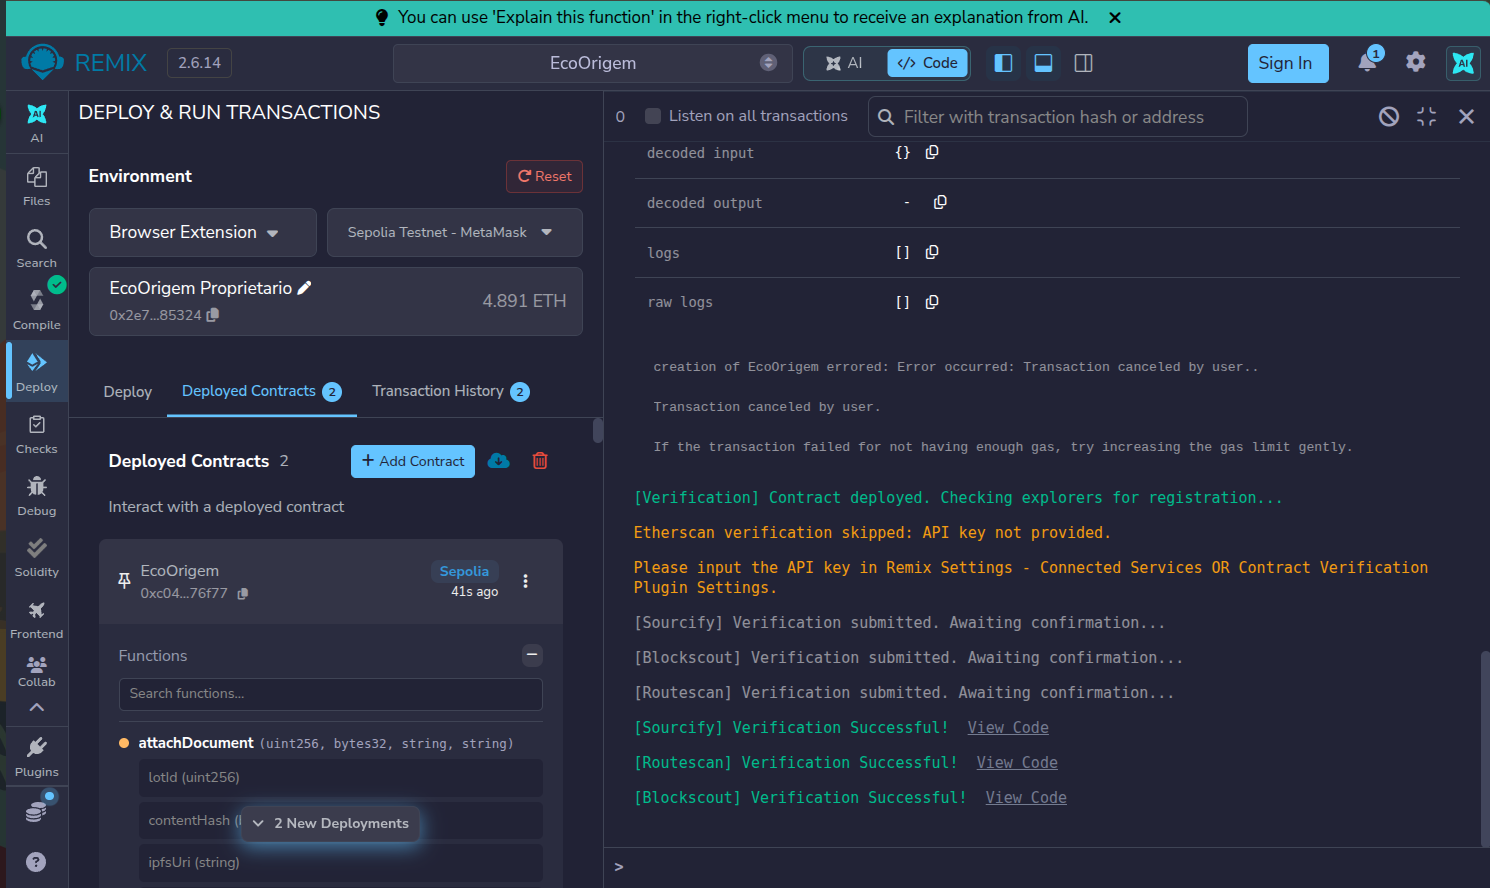 You can use 'Explain this function' in the right-click menu to receive an explanation from AI.
REMIX
2.6.14
EcoOrigem
AI
Code
Sign In
1
AI
Files
Search
Compile
Deploy
Checks
Debug
Solidity
Frontend
Collab
Plugins
DEPLOY & RUN TRANSACTIONS
Environment
Reset
Browser Extension
Sepolia Testnet - MetaMask
EcoOrigem Proprietario
4.891 ETH
0x2e7...85324
Deploy
Deployed Contracts 2
Transaction History 2
Deployed Contracts 2
+ Add Contract
Interact with a deployed contract
EcoOrigem
Sepolia
0xc04...76f77
41s ago
Functions
Search functions...
attachDocument (uint256, bytes32, string, string)
lotId (uint256)
contentHash (
2 New Deployments
ipfsUri (string)
0
Listen on all transactions
Filter with transaction hash or address
decoded input {}
decoded output -
logs []
raw logs []
creation of EcoOrigem errored: Error occurred: Transaction canceled by user..
Transaction canceled by user.
If the transaction failed for not having enough gas, try increasing the gas limit gently.
[Verification] Contract deployed. Checking explorers for registration...
Etherscan verification skipped: API key not provided.
Please input the API key in Remix Settings - Connected Services OR Contract Verification
Plugin Settings.
[Sourcify] Verification submitted. Awaiting confirmation...
[Blockscout] Verification submitted. Awaiting confirmation...
[Routescan] Verification submitted. Awaiting confirmation...
[Sourcify] Verification Successful! View Code
[Routescan] Verification Successful! View Code
[Blockscout] Verification Successful! View Code
>